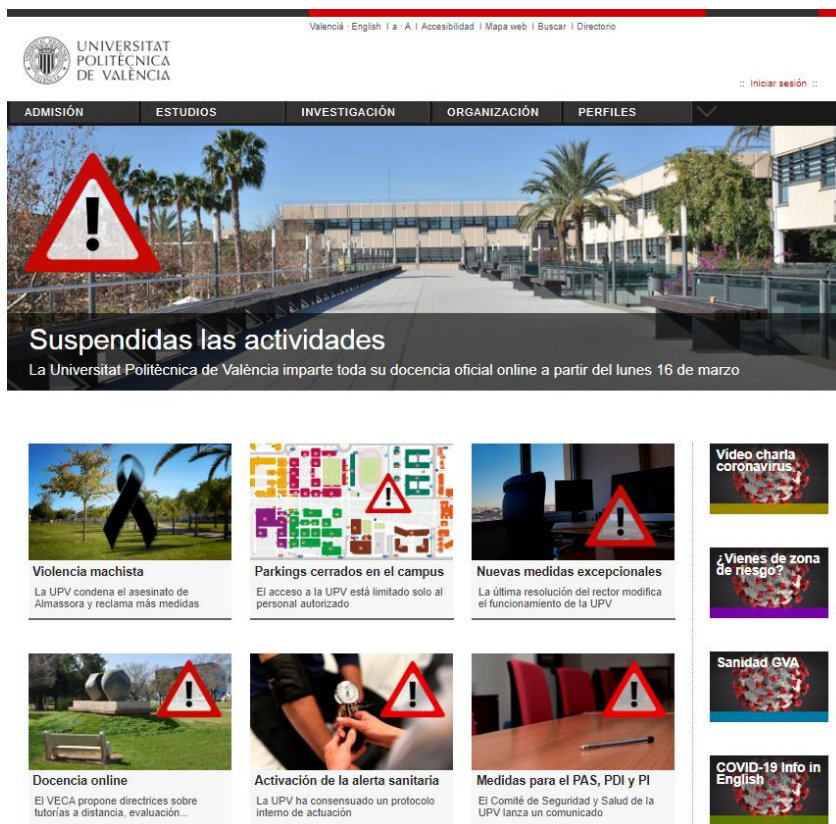 Valencià · English | a · A | Accesibilidad | Mapa web | Buscar | Directorio
UNIVERSITAT
POLITÈCNICA
DE VALÈNCIA
:: Iniciar sesión ::
ADMISIÓN ESTUDIOS INVESTIGACIÓN ORGANIZACIÓN PERFILES
Suspendidas las actividades
La Universitat Politècnica de València imparte toda su docencia oficial online a partir del lunes 16 de marzo
Violencia machista
La UPV condena el asesinato de
Almassora y reclama más medidas
Parkings cerrados en el campus
El acceso a la UPV está limitado solo al
personal autorizado
Nuevas medidas excepcionales
La última resolución del rector modifica
el funcionamiento de la UPV
Video charla
coronavirus
¿Vienes de zona
de riesgo?
Docencia online
El VECA propone directrices sobre
tutorías a distancia, evaluación...
Activación de la alerta sanitaria
La UPV ha consensuado un protocolo
interno de actuación
Medidas para el PAS, PDI y PI
El Comité de Seguridad y Salud de la
UPV lanza un comunicado
Sanidad GVA
COVID-19 Info in
English